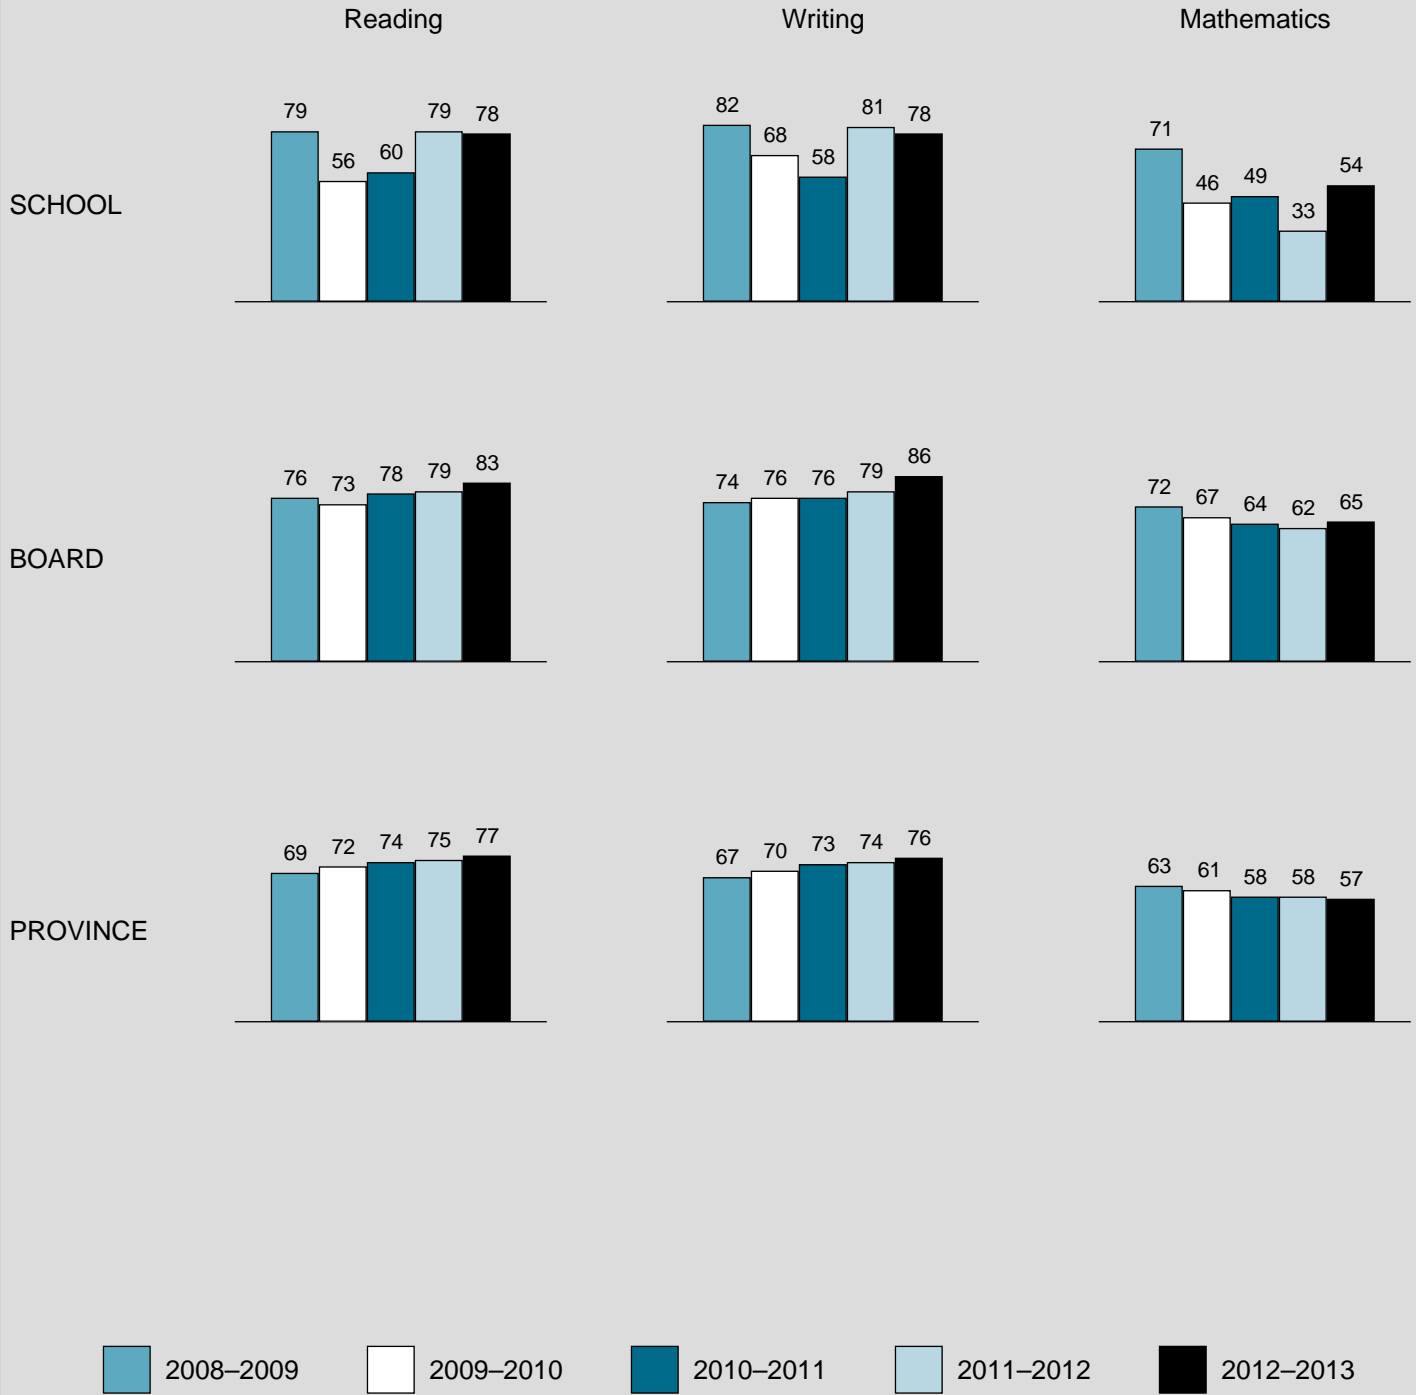 Reading Writing Mathematics
SCHOOL
79 56 60 79 78
82 68 58 81 78
71 46 49 33 54
BOARD
76 73 78 79 83
74 76 76 79 86
72 67 64 62 65
PROVINCE
69 72 74 75 77
67 70 73 74 76
63 61 58 58 57
2008–2009 2009–2010 2010–2011 2011–2012 2012–2013